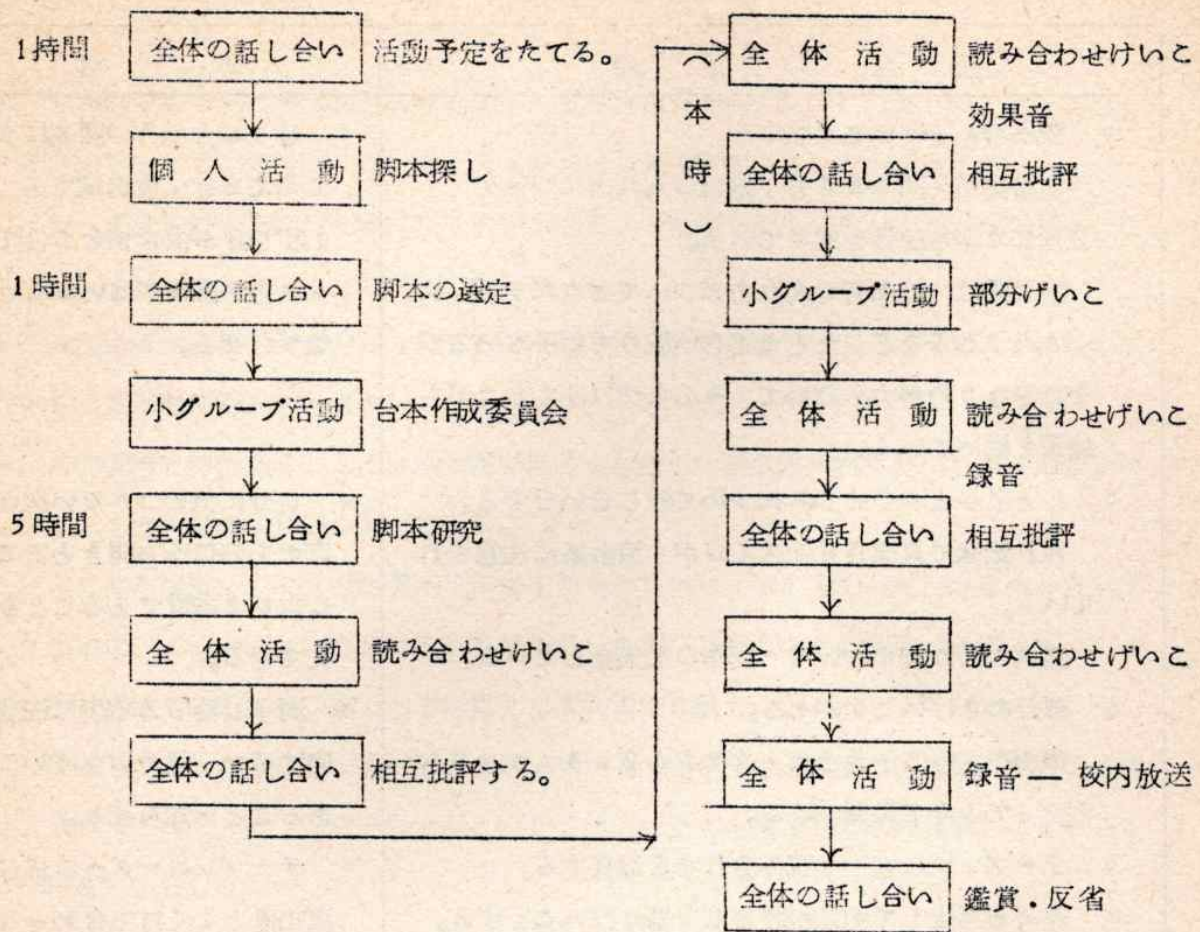 1時間 全体の話し合い 活動予定をたてる。
個人活動 脚本探し
1時間 全体の話し合い 脚本の選定
小グループ活動 台本作成委員会
5時間 全体の話し合い 脚本研究
全体活動 読み合わせけいこ
全体の話し合い 相互批評する。
(本時)
全体活動 読み合わせけいこ
効果音
全体の話し合い 相互批評
小グループ活動 部分げいこ
全体活動 読み合わせげいこ
録音
全体の話し合い 相互批評
全体活動 読み合わせげいこ
全体活動 録音 — 校内放送
全体の話し合い 鑑賞.反省